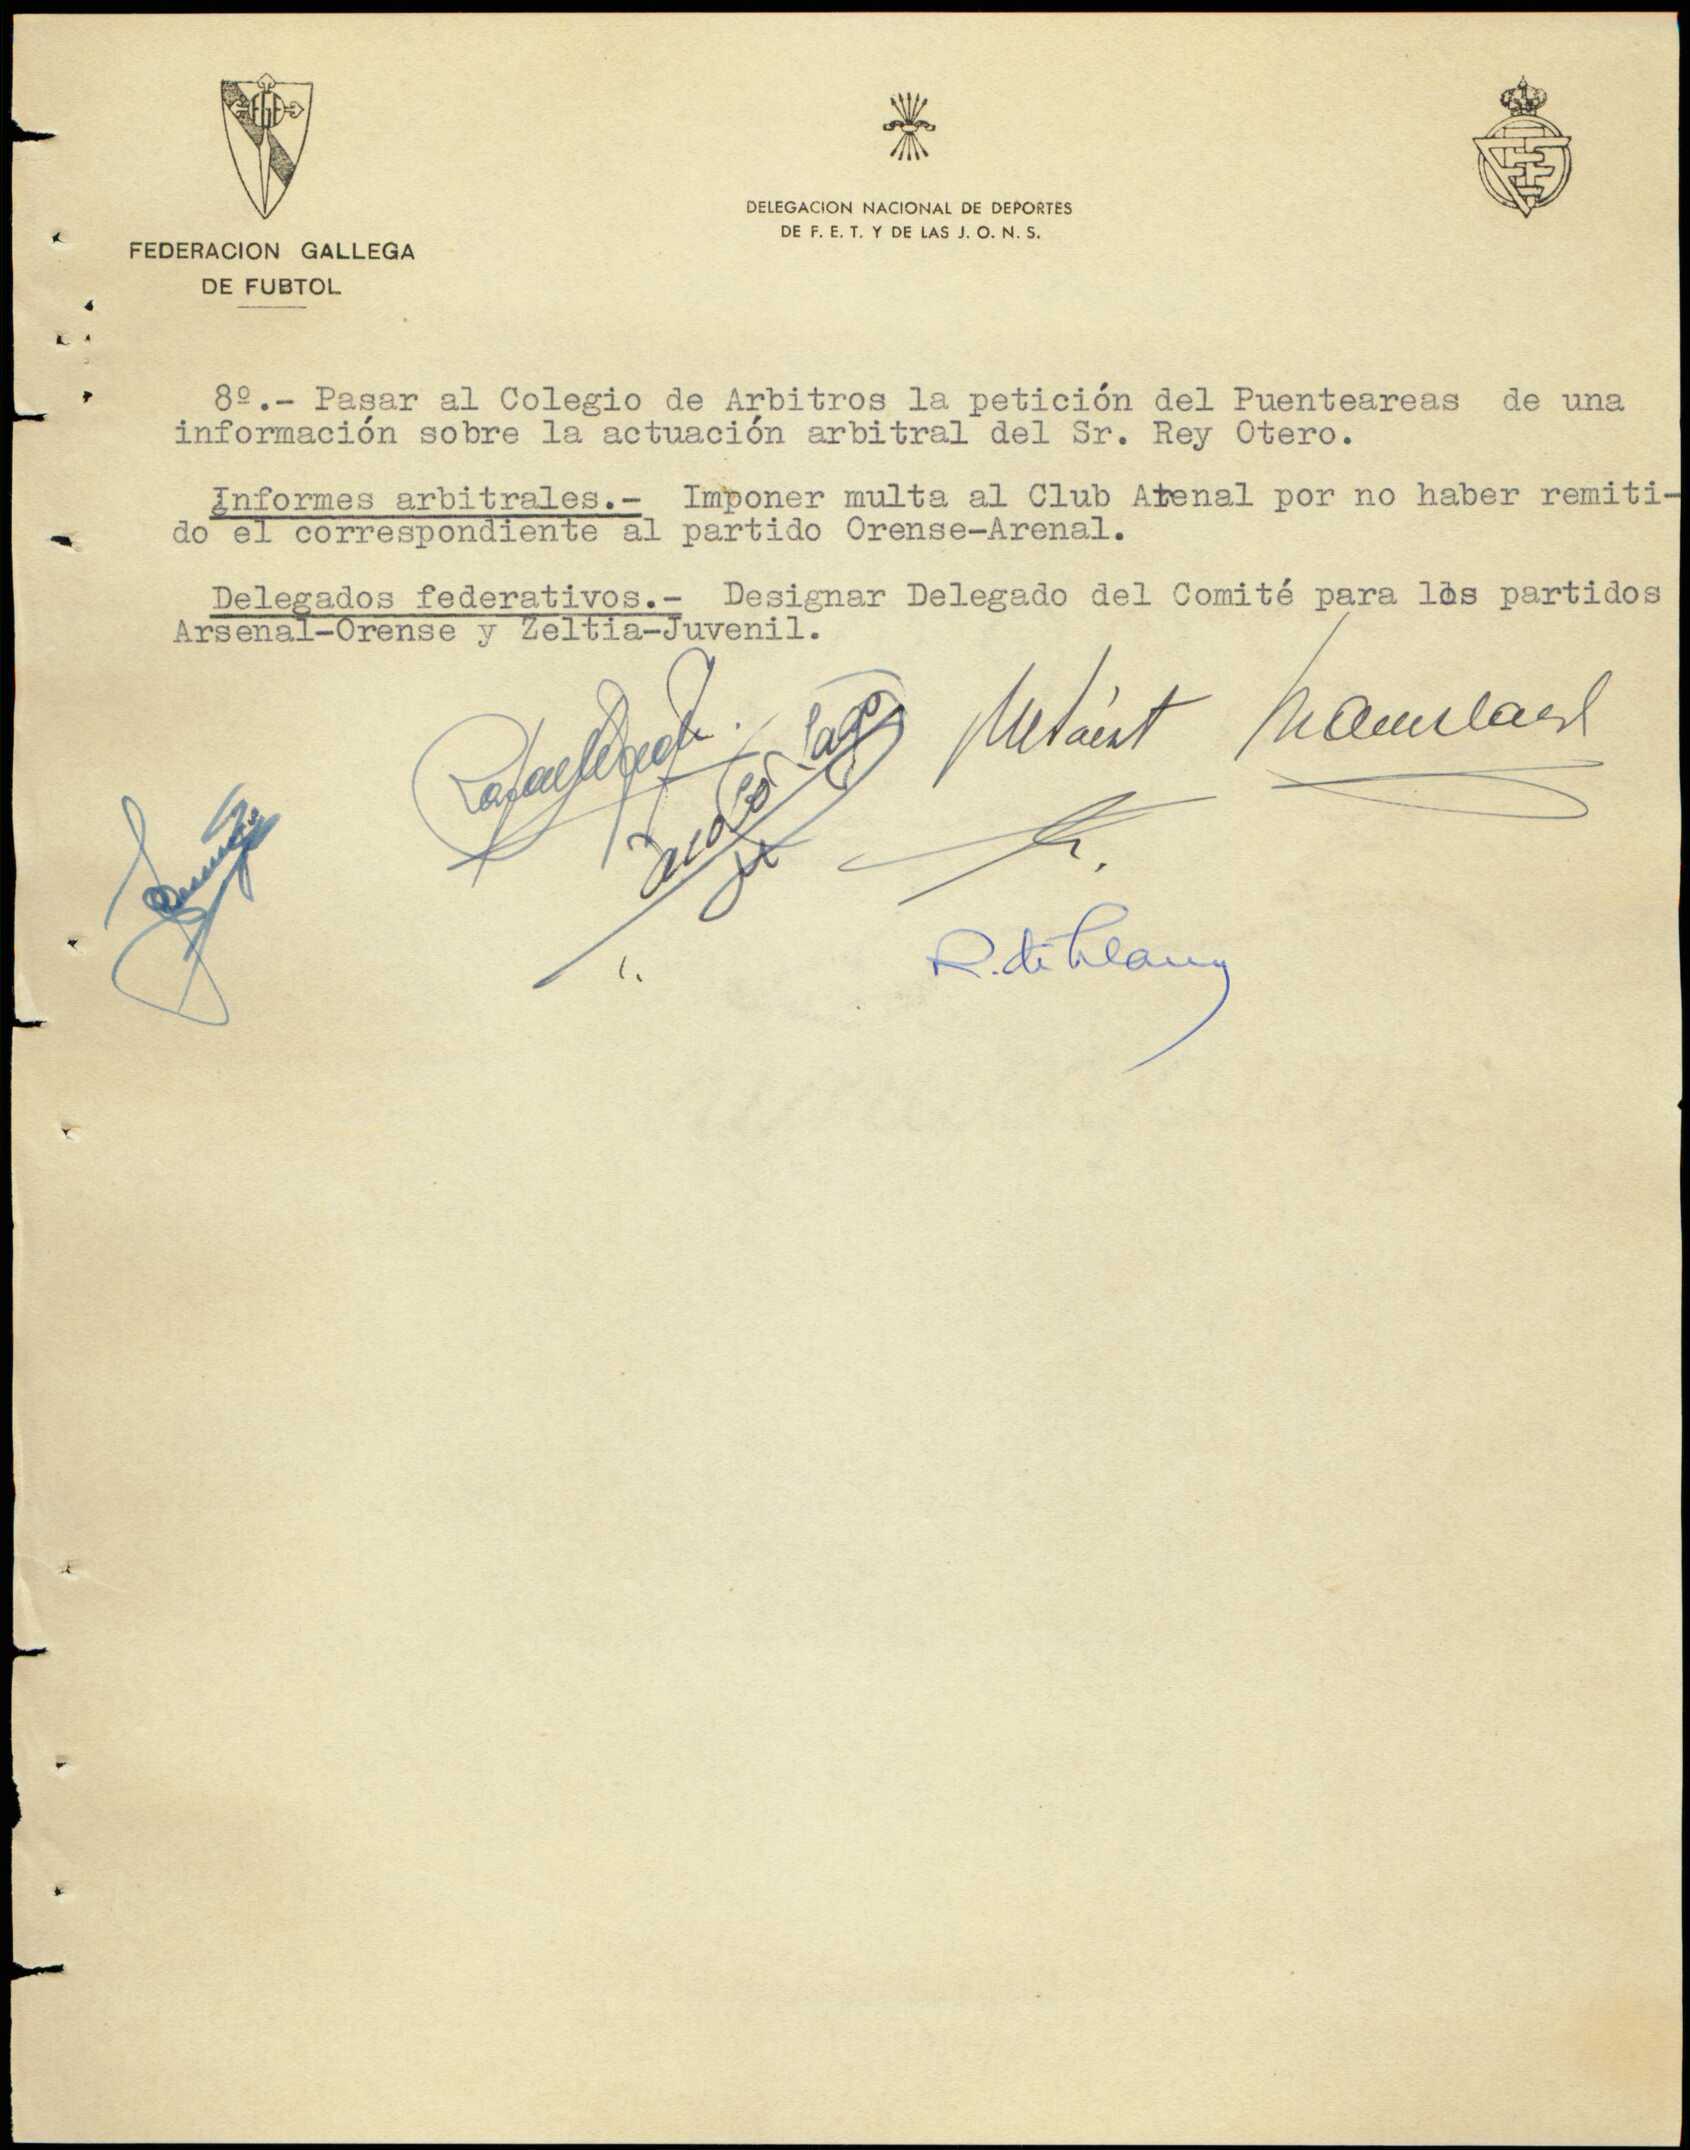 FEDERACION GALLEGA
DE FUBTOL
DELEGACION NACIONAL DE DEPORTES
DE F. E. T. Y DE LAS J. O. N. S.
8º.- Pasar al Colegio de Arbitros la petición del Puenteareas de una
información sobre la actuación arbitral del Sr. Rey Otero.
Informes arbitrales.- Imponer multa al Club Arenal por no haber remiti-
do el correspondiente al partido Orense-Arenal.
Delegados federativos.- Designar Delegado del Comité para los partidos
Arsenal-Orense y Zeltia-Juvenil.
Jacobo Lago